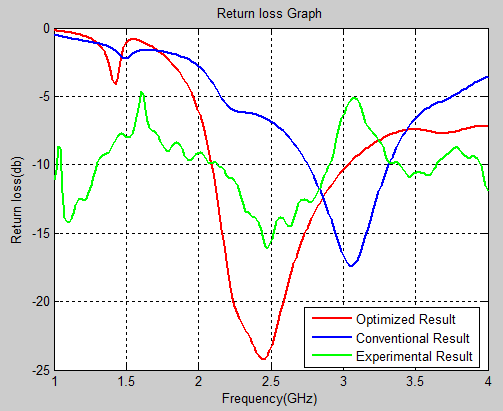 Return loss Graph
0
-5
-10
-15
-20
-25
Return loss(db)
1
1.5
2
2.5
3
3.5
4
Frequency(GHz)
Optimized Result
Conventional Result
Experimental Result